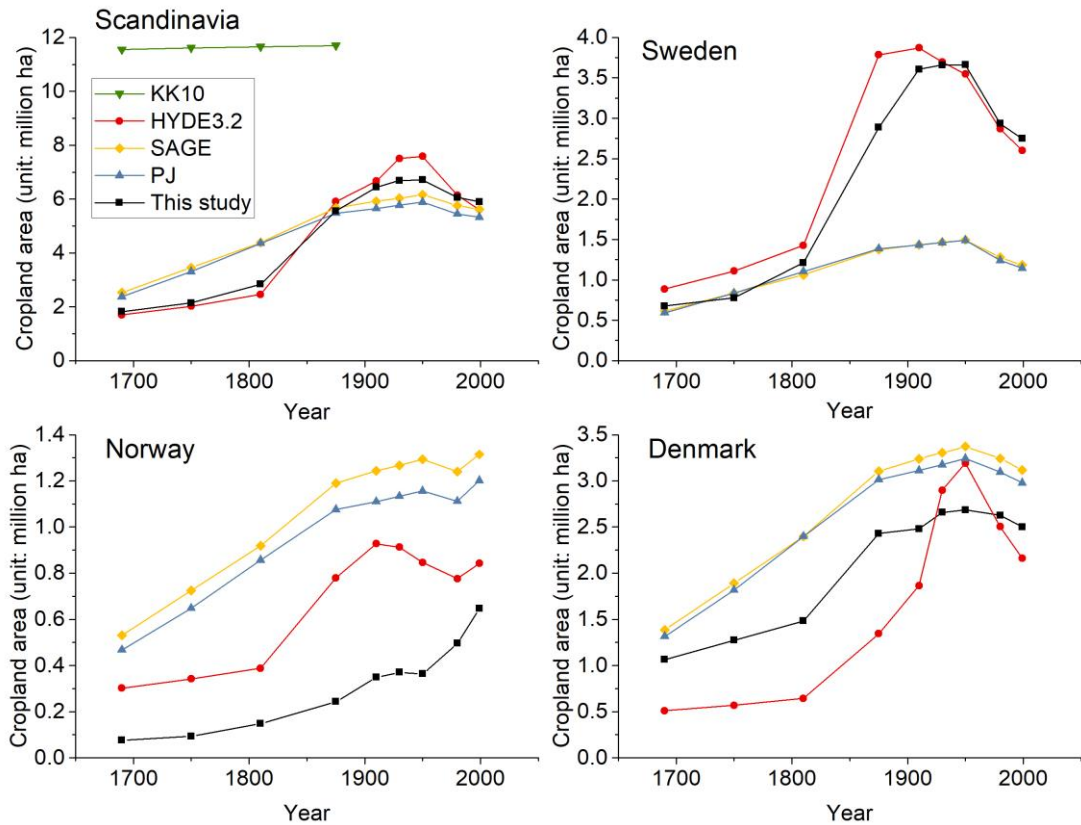 Scandinavia
Cropland area (unit: million ha)
12
10
8
6
4
2
0
KK10
HYDE3.2
SAGE
PJ
This study
1700 1800 1900 2000
Year
Sweden
Cropland area (unit: million ha)
4.0
3.5
3.0
2.5
2.0
1.5
1.0
0.5
0.0
1700 1800 1900 2000
Year
Norway
Cropland area (unit: million ha)
1.4
1.2
1.0
0.8
0.6
0.4
0.2
0.0
1700 1800 1900 2000
Year
Denmark
Cropland area (unit: million ha)
3.5
3.0
2.5
2.0
1.5
1.0
0.5
0.0
1700 1800 1900 2000
Year